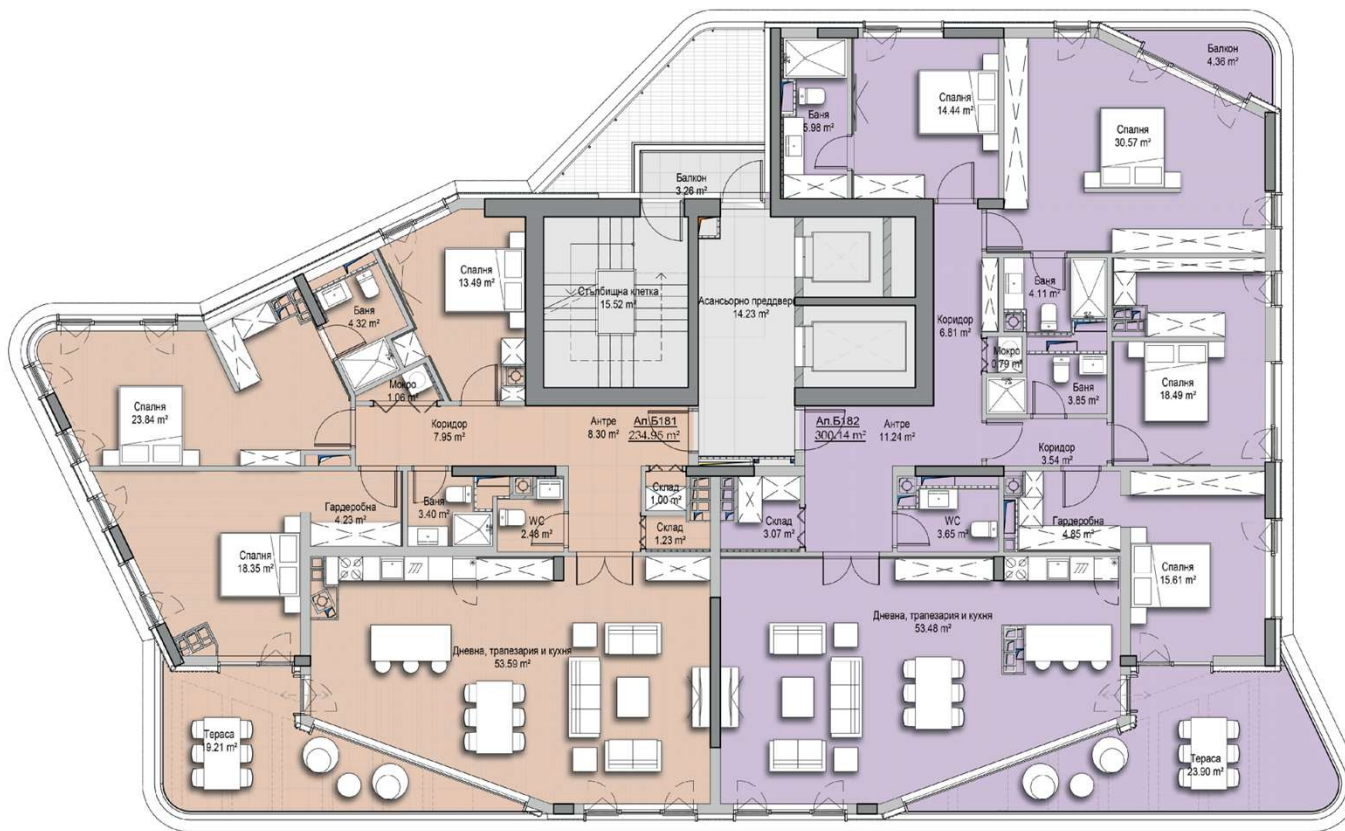 Балкон
4.36 m²
Спалня
14.44 m²
Баня
5.98 m²
Спалня
30.57 m²
Балкон
3.26 m²
Спалня
13.49 m²
Баня
4.32 m²
Стълбищна клетка
15.52 m²
Асансьорно преддверие
14.23 m²
Баня
4.11 m²
Коридор
6.81 m²
Мокро
0.79 m²
Баня
3.85 m²
Спалня
18.49 m²
Мокро
1.06 m²
Спалня
23.84 m²
Коридор
7.95 m²
Антре
8.30 m²
Ап.Б181
234.95 m²
Ап.Б182
300.14 m²
Антре
11.24 m²
Коридор
3.54 m²
Гардеробна
4.23 m²
Баня
3.40 m²
WC
2.48 m²
Склад
1.00 m²
Склад
1.23 m²
Склад
3.07 m²
WC
3.65 m²
Гардеробна
4.85 m²
Спалня
18.35 m²
Спалня
15.61 m²
Дневна, трапезария и кухня
53.59 m²
Дневна, трапезария и кухня
53.48 m²
Тераса
9.21 m²
Тераса
23.90 m²